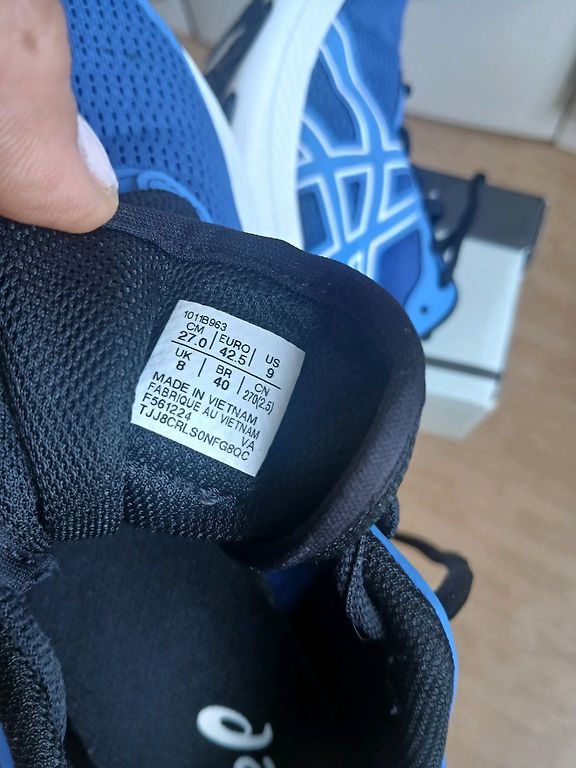 1011B963
CM | EURO | US
27.0 | 42.5 | 9
UK | BR | CN
8 | 40 | 270(2.5)
MADE IN VIETNAM
FABRIQUE AU VIETNAM
F561224 VA
TJJ8CRLS0NFG8QC